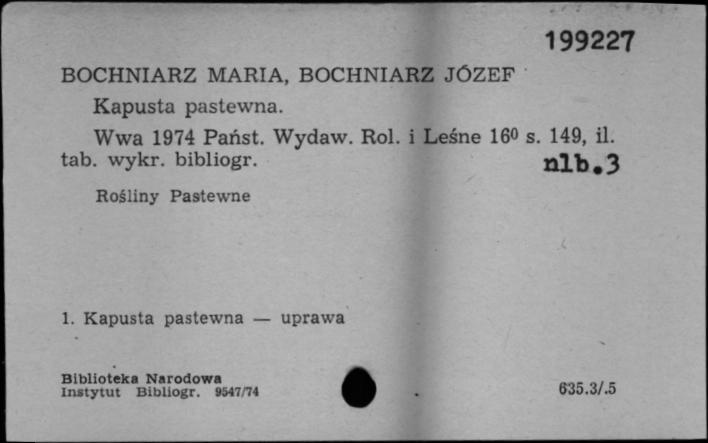 199227
BOCHNIARZ MARIA, BOCHNIARZ JÓZEF
Kapusta pastewna.
Wwa 1974 Państ. Wydaw. Rol. i Leśne 16⁰ s. 149, il.
tab. wykr. bibliogr. nlb.3
Rośliny Pastewne
1. Kapusta pastewna — uprawa
Biblioteka Narodowa
Instytut Bibliogr. 9547/74 635.3/.5